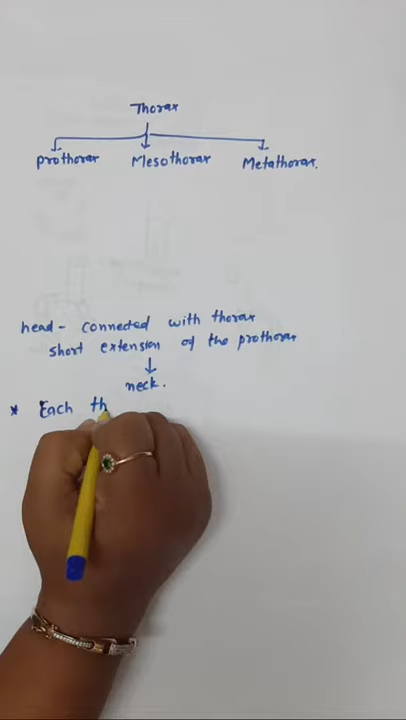 Thorax
Prothorax Mesothorax Metathorax.
head - connected with thorax
short extension of the prothorax
neck.
* Each th